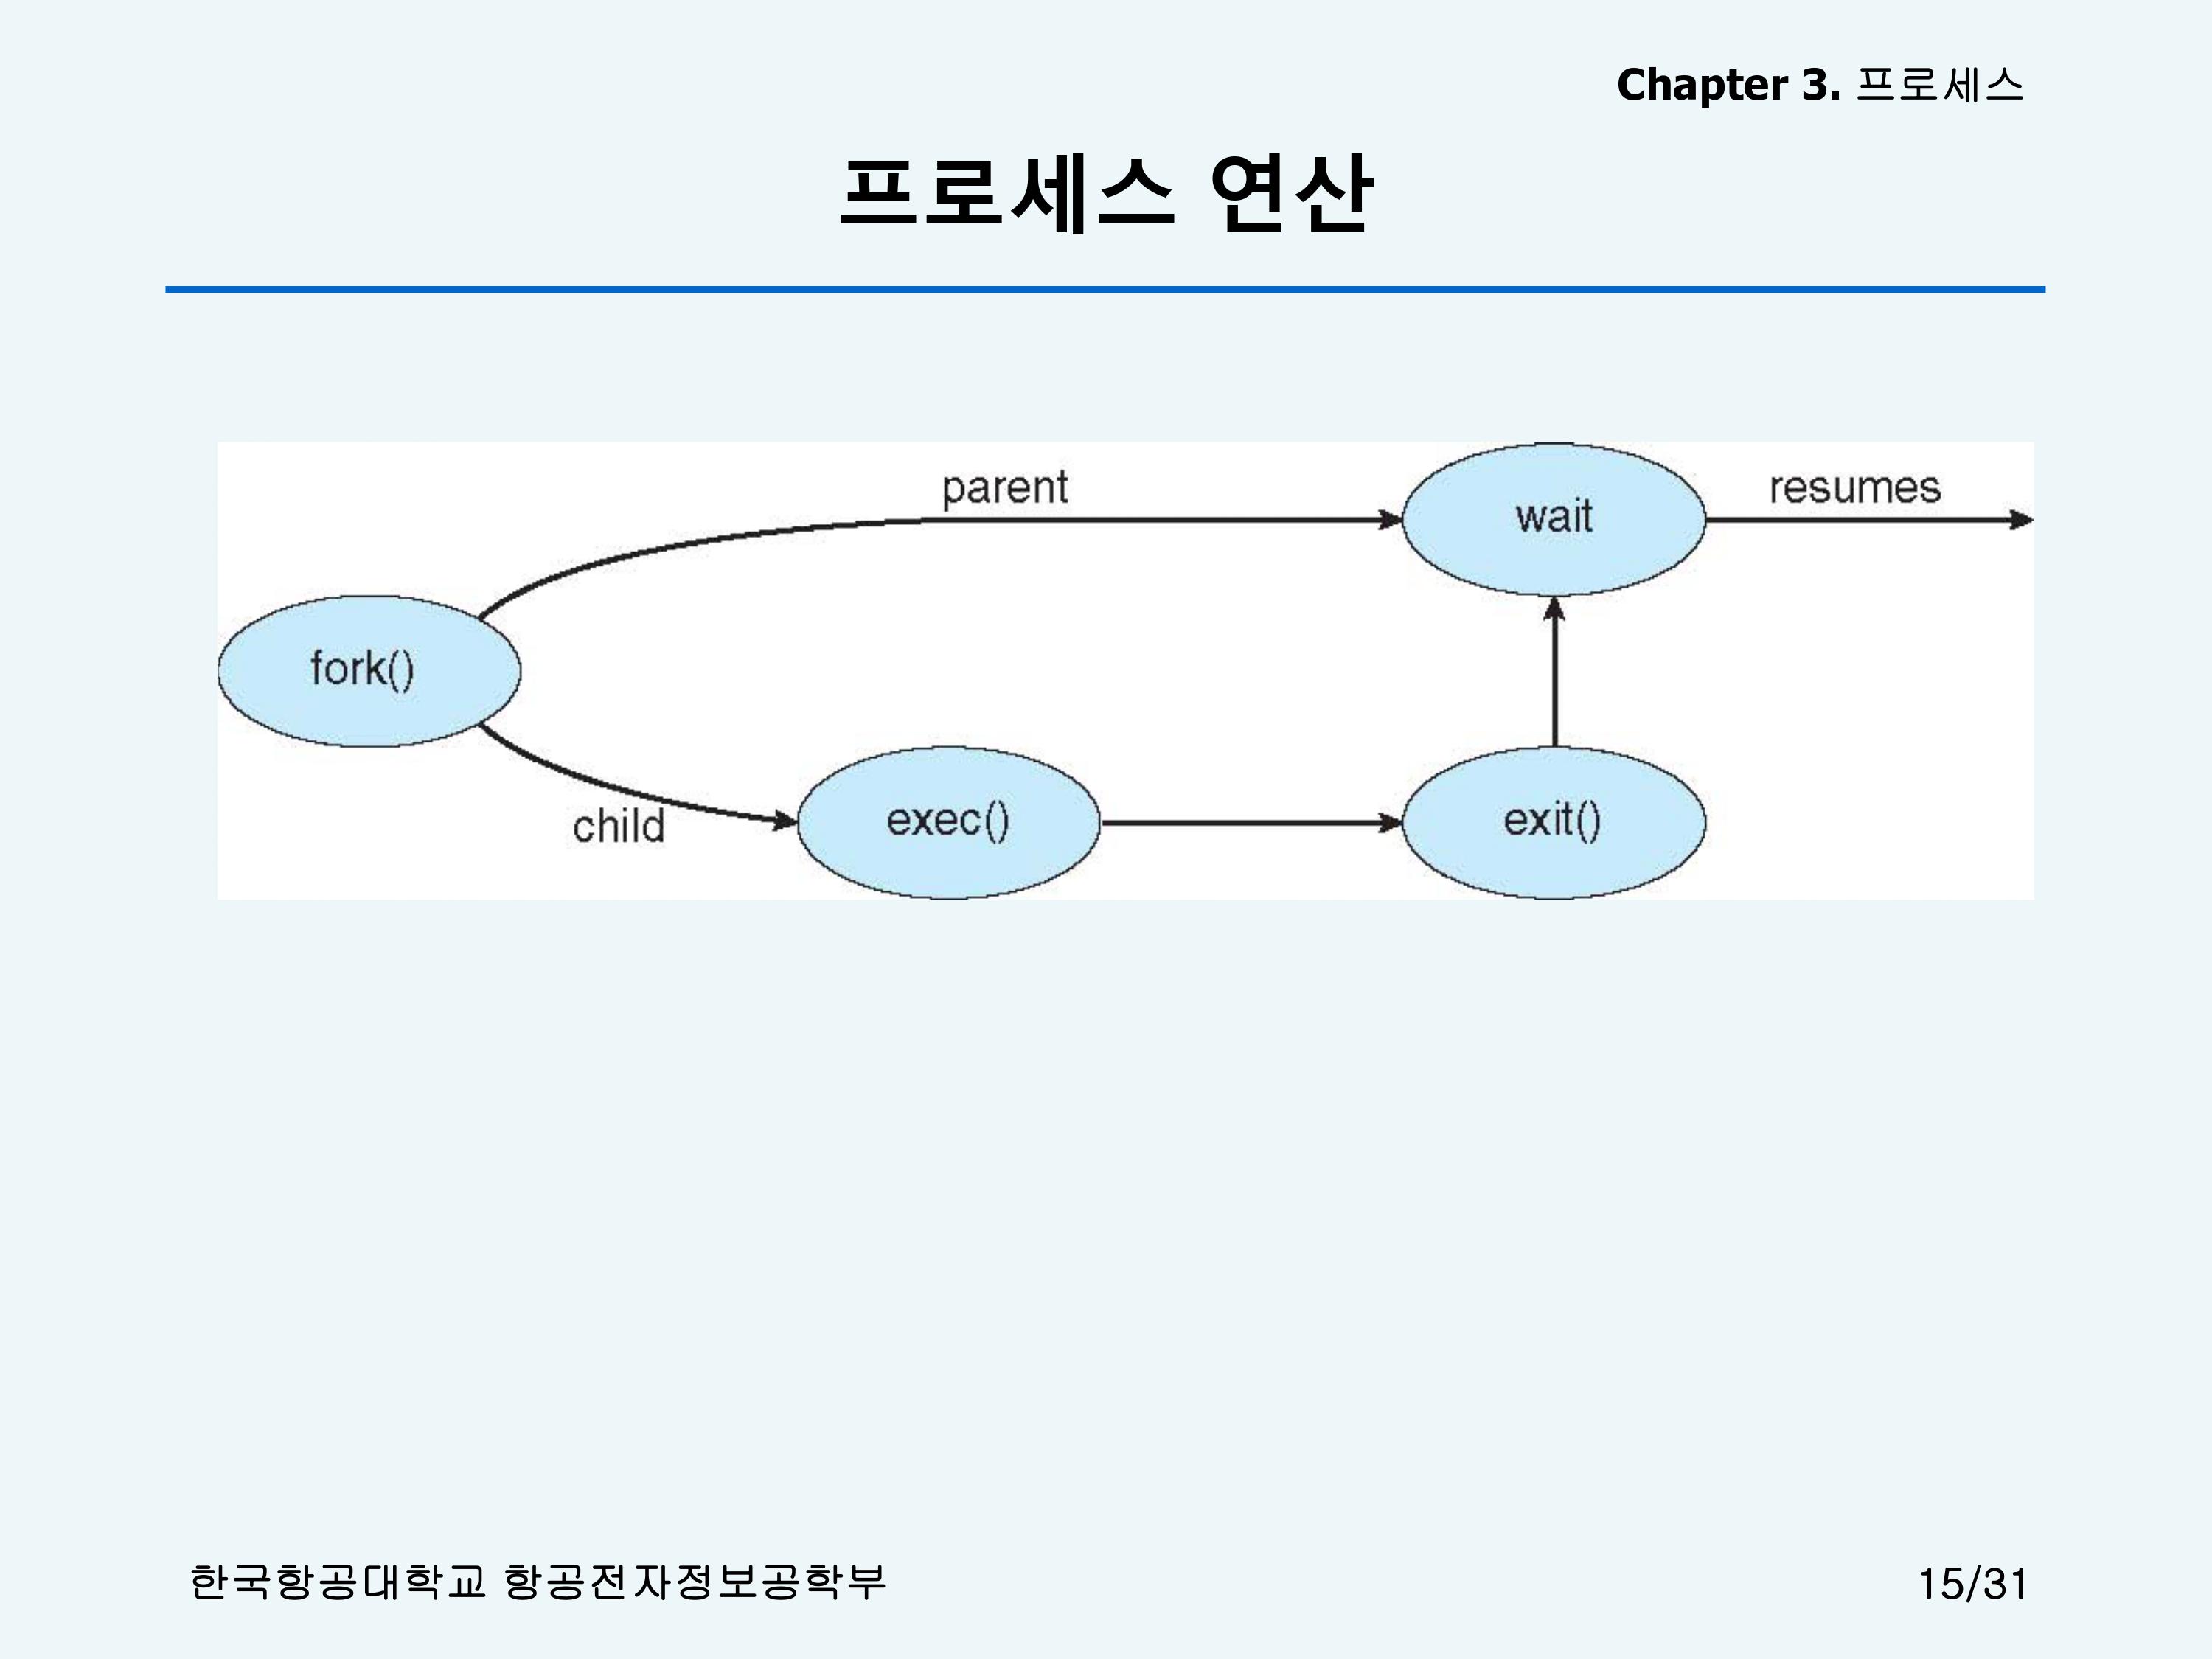 Chapter 3. 프로세스
프로세스 연산
parent
wait
resumes
fork()
child
exec()
exit()
한국항공대학교 항공전자정보공학부
15/31